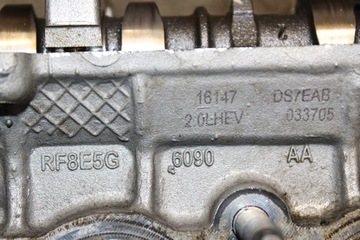 16147 DS7EAB
2.0LHEV 033705
RF8E5G 6090 AA